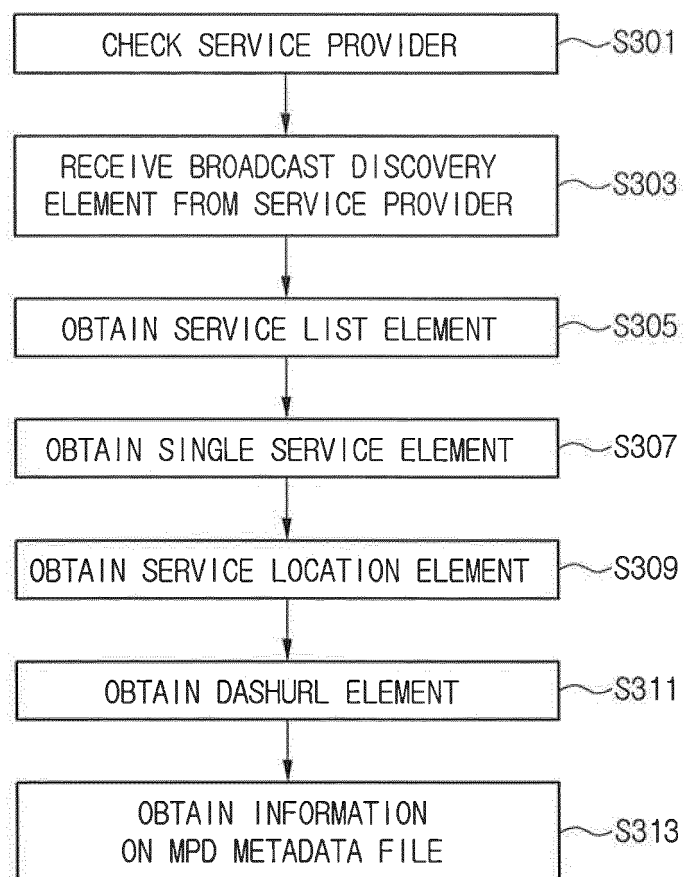 CHECK SERVICE PROVIDER S301
RECEIVE BROADCAST DISCOVERY
ELEMENT FROM SERVICE PROVIDER S303
OBTAIN SERVICE LIST ELEMENT S305
OBTAIN SINGLE SERVICE ELEMENT S307
OBTAIN SERVICE LOCATION ELEMENT S309
OBTAIN DASHURL ELEMENT S311
OBTAIN INFORMATION
ON MPD METADATA FILE S313